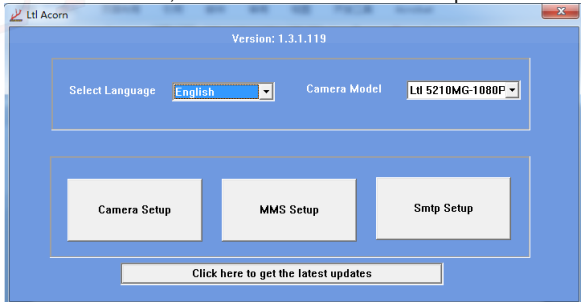 Ltl Acorn
Version: 1.3.1.119
Select Language English Camera Model Ltl 5210MG-1080P
Camera Setup MMS Setup Smtp Setup
Click here to get the latest updates